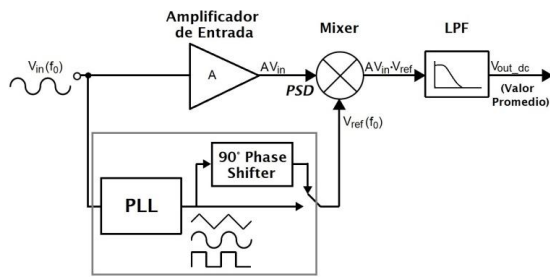 Amplificador
de Entrada
Mixer
LPF
Vin(f0)
A
AVin
PSD
AVin·Vref
Vout_dc
(Valor
Promedio)
Vref(f0)
90° Phase
Shifter
PLL